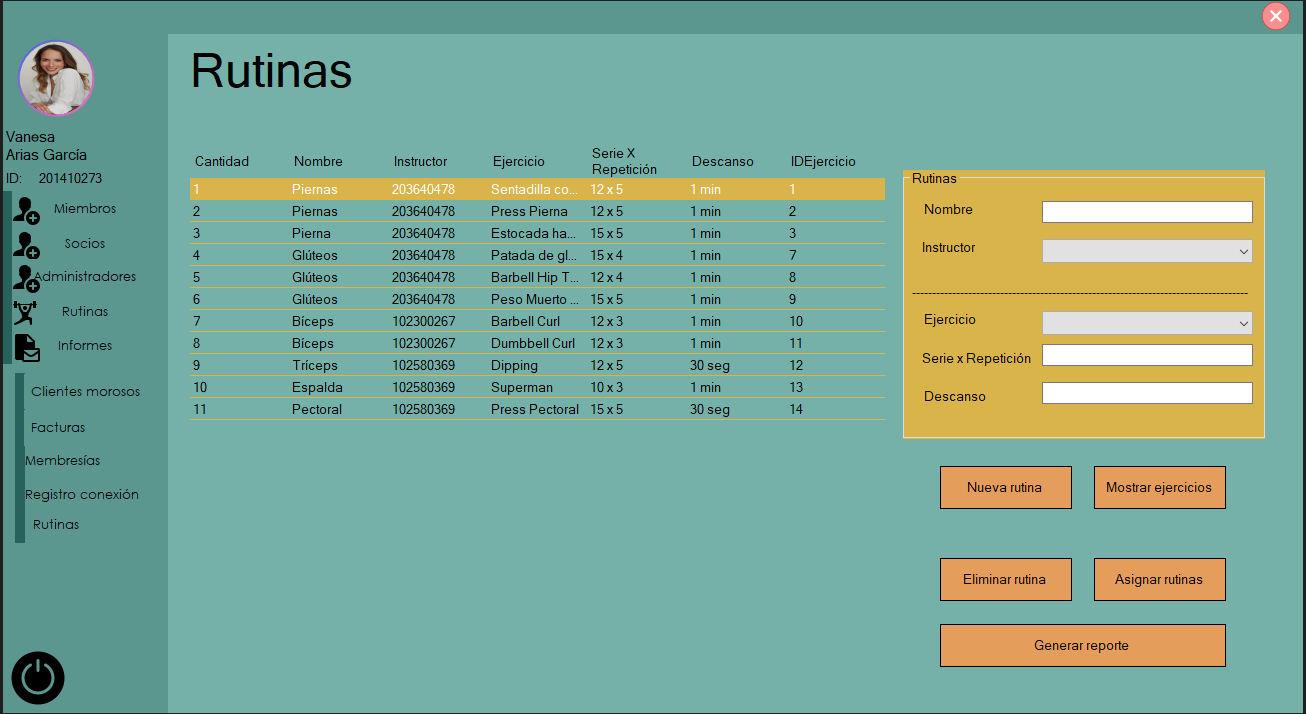 Rutinas
Vanesa
Arias García
ID: 201410273
Miembros
Socios
Administradores
Rutinas
Informes
Clientes morosos
Facturas
Membresías
Registro conexión
Rutinas
Cantidad Nombre Instructor Ejercicio Serie X Repetición Descanso IDEjercicio
1 Piernas 203640478 Sentadilla co... 12 x 5 1 min 1
2 Piernas 203640478 Press Pierna 12 x 5 1 min 2
3 Pierna 203640478 Estocada ha... 15 x 5 1 min 3
4 Glúteos 203640478 Patada de gl... 15 x 4 1 min 7
5 Glúteos 203640478 Barbell Hip T... 12 x 4 1 min 8
6 Glúteos 203640478 Peso Muerto ... 15 x 5 1 min 9
7 Bíceps 102300267 Barbell Curl 12 x 3 1 min 10
8 Bíceps 102300267 Dumbbell Curl 12 x 3 1 min 11
9 Tríceps 102580369 Dipping 12 x 5 30 seg 12
10 Espalda 102580369 Superman 10 x 3 1 min 13
11 Pectoral 102580369 Press Pectoral 15 x 5 30 seg 14
Rutinas
Nombre
Instructor
Ejercicio
Serie x Repetición
Descanso
Nueva rutina Mostrar ejercicios
Eliminar rutina Asignar rutinas
Generar reporte